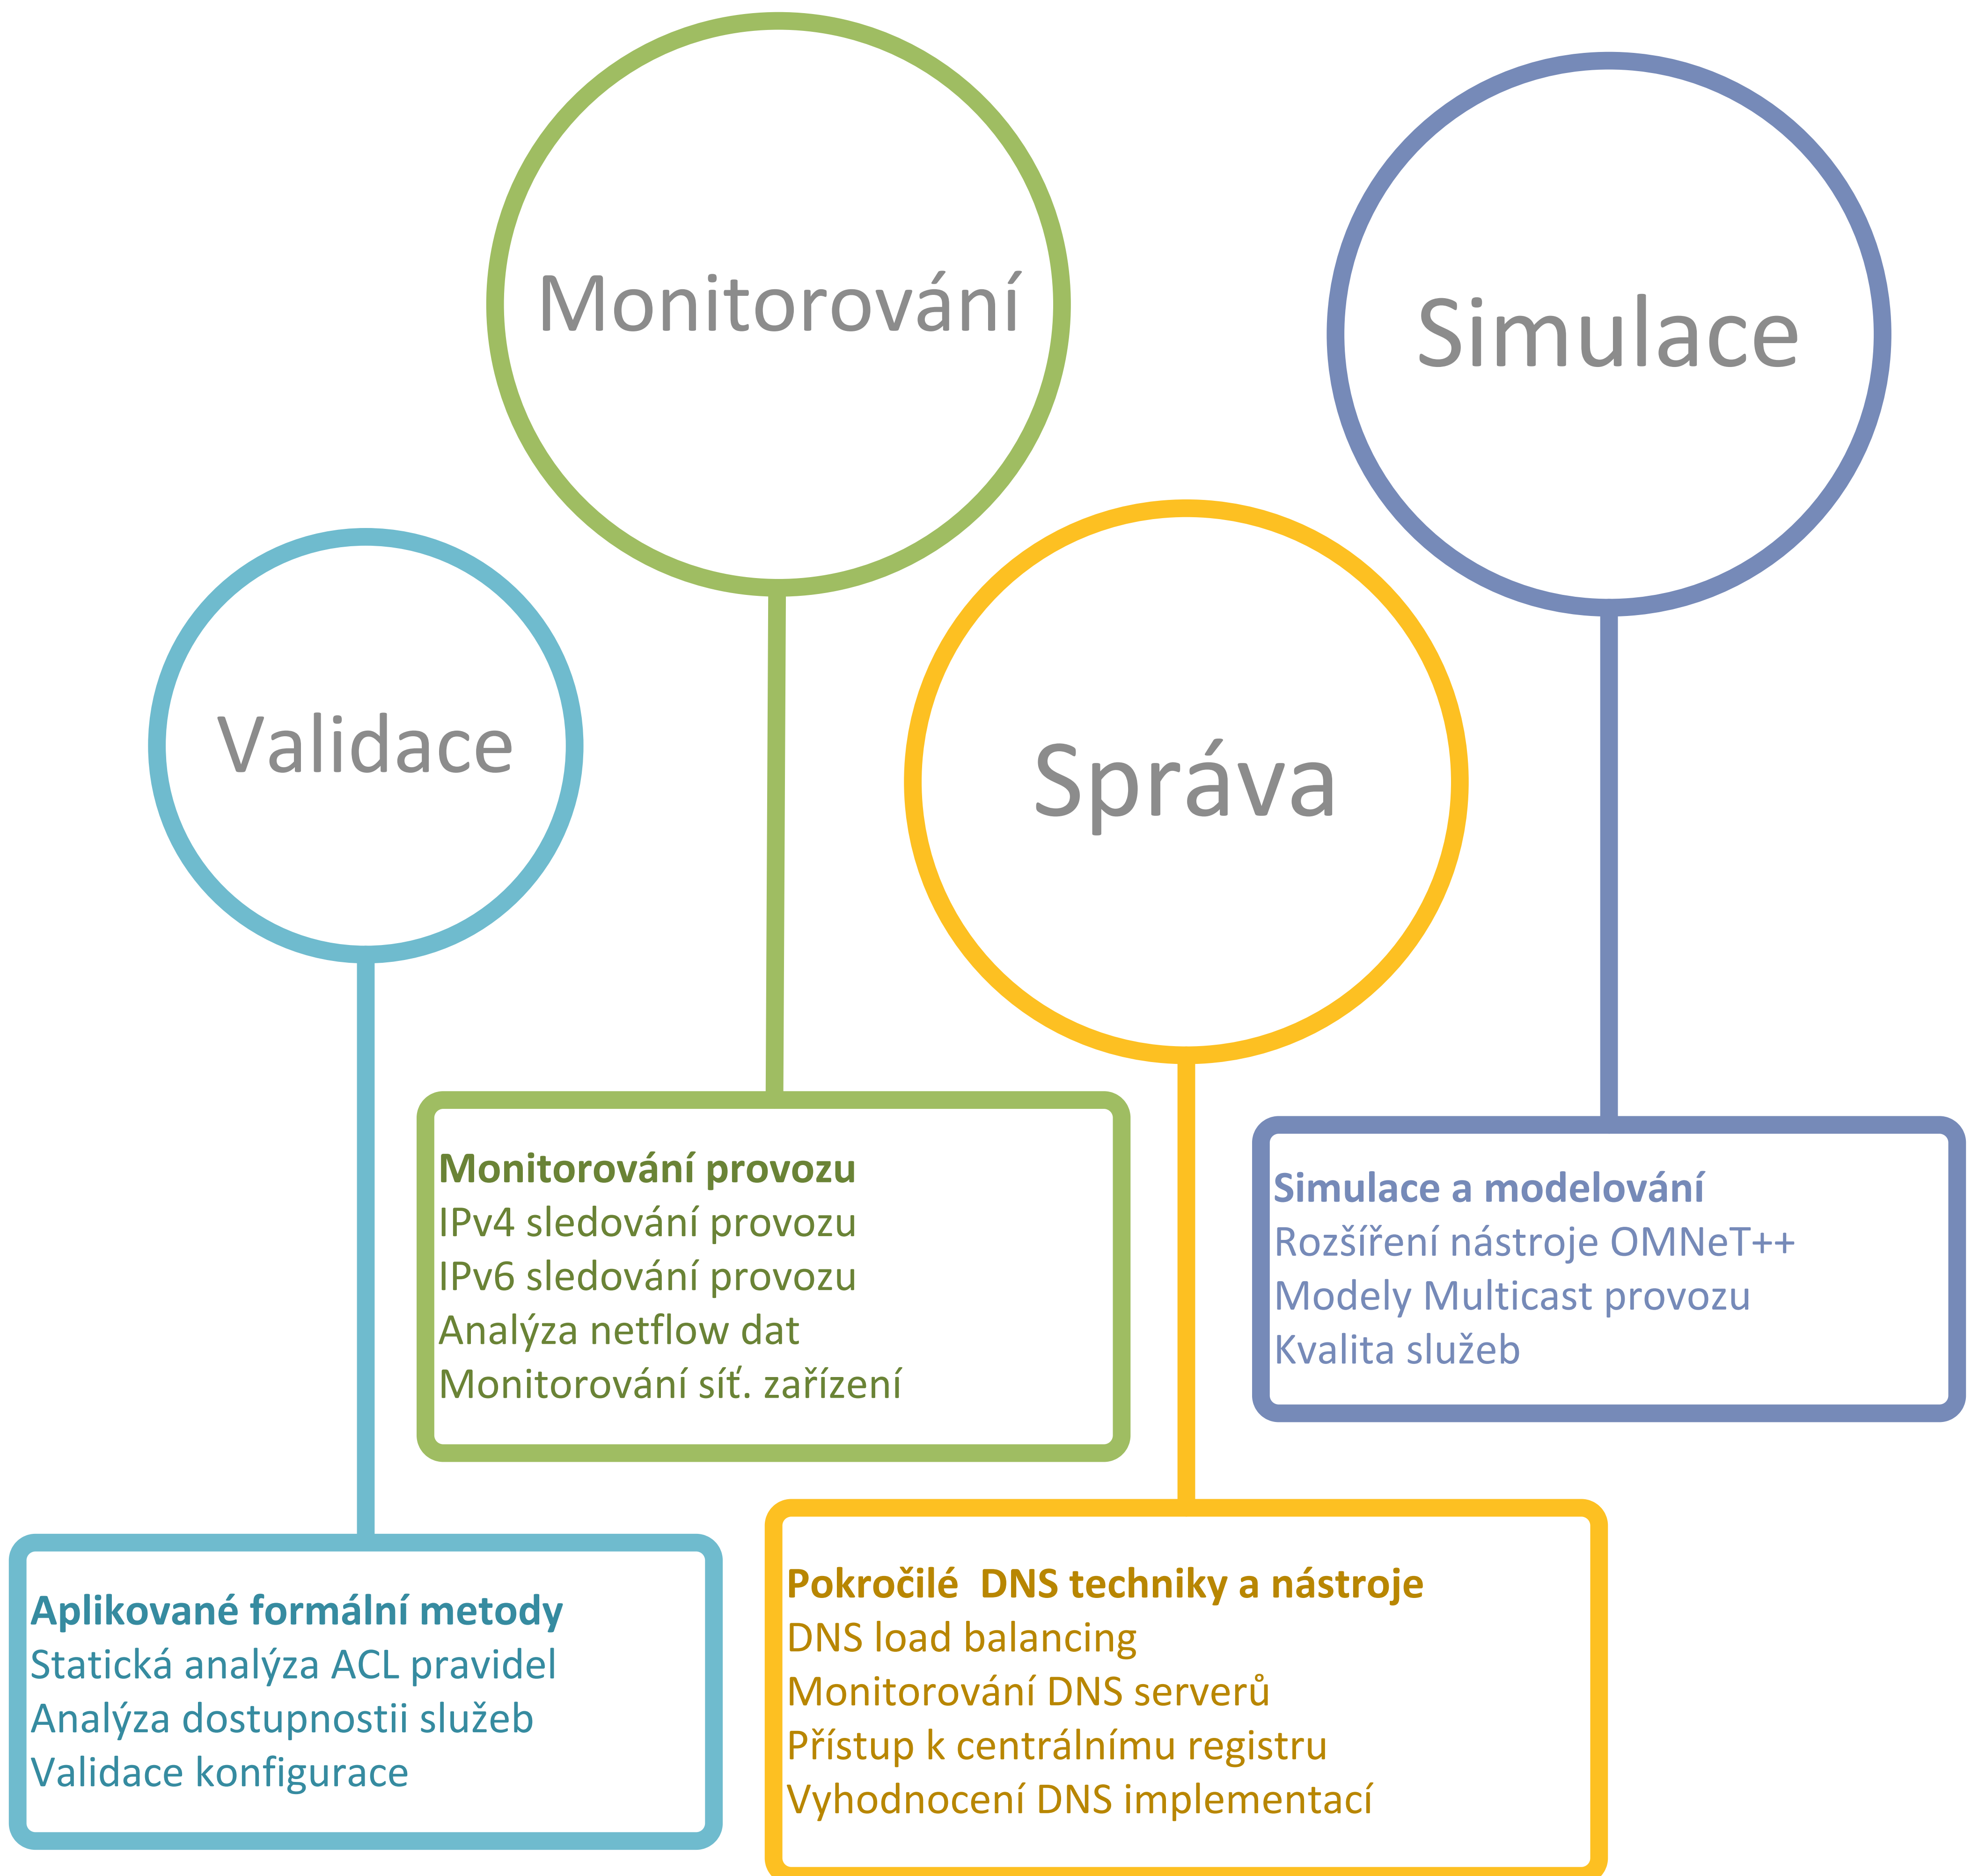 Monitorování
Simulace
Validace
Správa
Monitorování provozu
IPv4 sledování provozu
IPv6 sledování provozu
Analýza netflow dat
Monitorování síť. zařízení
Simulace a modelování
Rozšíření nástroje OMNeT++
Modely Multicast provozu
Kvalita služeb
Aplikované formální metody
Statická analýza ACL pravidel
Analýza dostupnostii služeb
Validace konfigurace
Pokročilé  DNS techniky a nástroje
DNS load balancing
Monitorování DNS serverů
Přístup k centrálnímu registru
Vyhodnocení DNS implementací